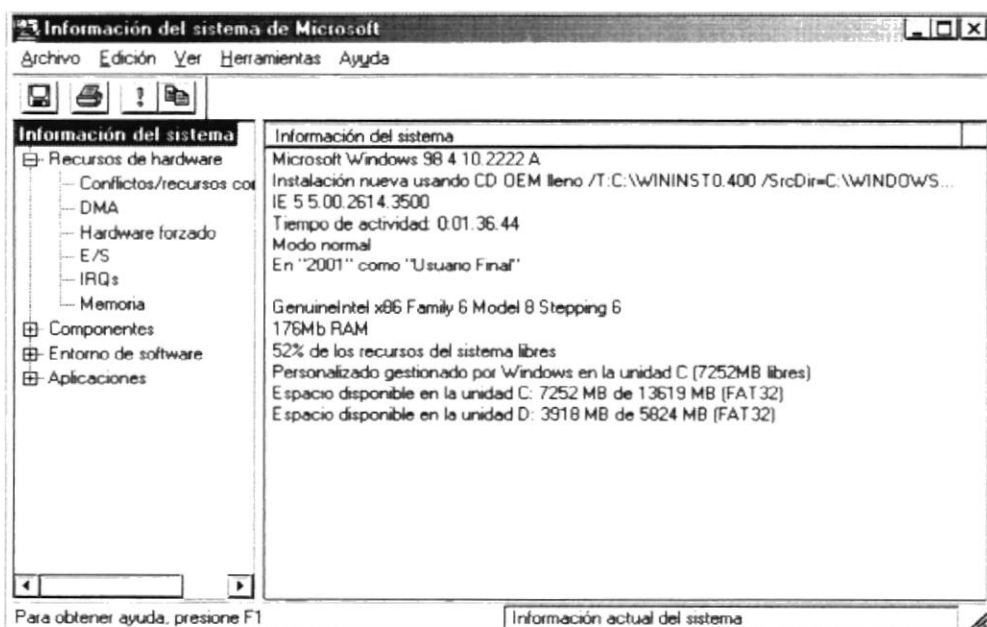 Información del sistema de Microsoft
Archivo Edición Ver Herramientas Ayuda
Información del sistema
Recursos de hardware
Conflictos/recursos con
DMA
Hardware forzado
E/S
IRQs
Memoria
Componentes
Entorno de software
Aplicaciones
Información del sistema
Microsoft Windows 98 4.10.2222 A
Instalación nueva usando CD OEM lleno /T:C:\WININST0.400 /SrcDir=C:\WINDOWS...
IE 5 5.00.2614.3500
Tiempo de actividad: 0:01:36:44
Modo normal
En "2001" como "Usuario Final"
GenuineIntel x86 Family 6 Model 8 Stepping 6
176Mb RAM
52% de los recursos del sistema libres
Personalizado gestionado por Windows en la unidad C (7252MB libres)
Espacio disponible en la unidad C: 7252 MB de 13619 MB (FAT32)
Espacio disponible en la unidad D: 3918 MB de 5824 MB (FAT32)
Para obtener ayuda, presione F1
Información actual del sistema